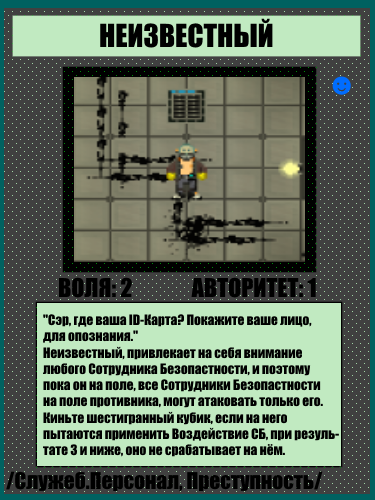 НЕИЗВЕСТНЫЙ
ВОЛЯ: 2 АВТОРИТЕТ: 1
"Сэр, где ваша ID-Карта? Покажите ваше лицо,
для опознания."
Неизвестный, привлекает на себя внимание
любого Сотрудника Безопастности, и поэтому
пока он на поле, все Сотрудники Безопастности
на поле противника, могут атаковать только его.
Киньте шестигранный кубик, если на него
пытаются применить Воздействие СБ, при резуль-
тате 3 и ниже, оно не срабатывает на нём.
/Служеб.Персонал, Преступность/